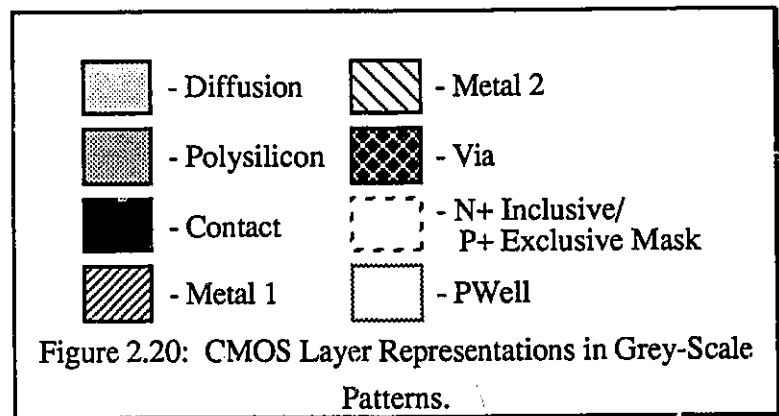 - Diffusion
- Polysilicon
- Contact
- Metal 1
- Metal 2
- Via
- N+ Inclusive/
P+ Exclusive Mask
- PWell
Figure 2.20: CMOS Layer Representations in Grey-Scale
Patterns.